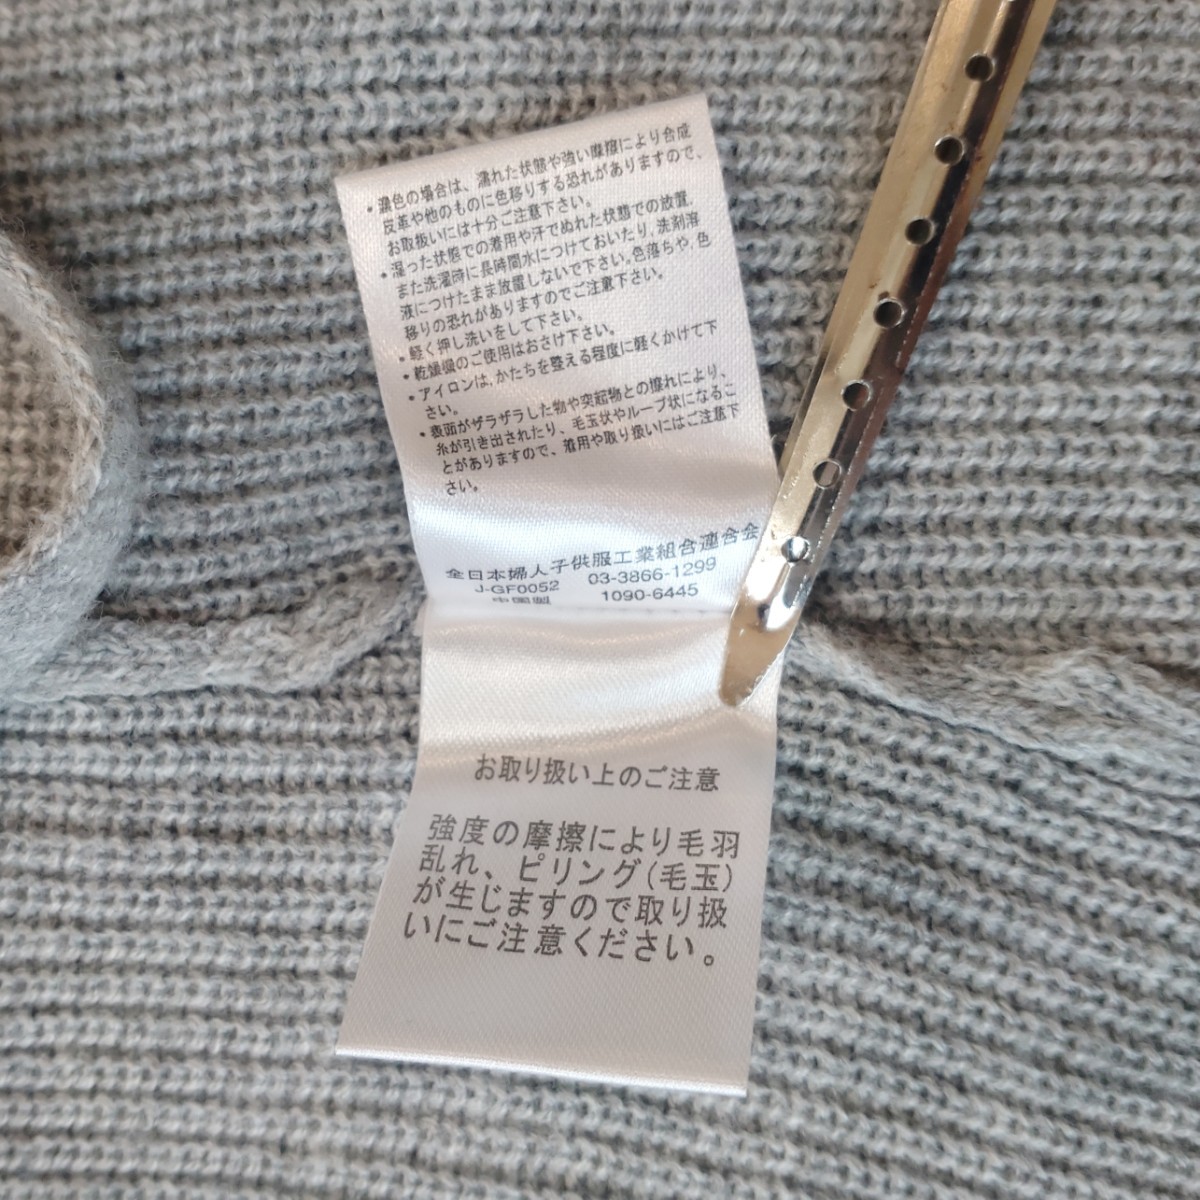 ・濃色の場合は、濡れた状態や強い摩擦により合成
反革や他のものに色移りする恐れがありますので、
お取扱いには十分ご注意下さい。
・湿った状態での着用や汗でぬれた状態での放置,
また洗濯時に長時間水につけておいたり,洗剤溶
液につけたまま放置しないで下さい。色落ちや,色
移りの恐れがありますのでご注意下さい。
・軽く押し洗いをして下さい。
・乾燥機のご使用はおさけ下さい。
・アイロンは,かたちを整える程度に軽くかけて下
さい。
・表面がザラザラした物や突起物との擦れにより、
糸が引き出されたり、毛玉状やループ状になるこ
とがありますので、着用や取り扱いにはご注意下
さい。
全日本婦人子供服工業組合連合会
J-GF0052 03-3866-1299
中国製 1090-6445
お取り扱い上のご注意
強度の摩擦により毛羽
乱れ、ピリング(毛玉)
が生じますので取り扱
いにご注意ください。